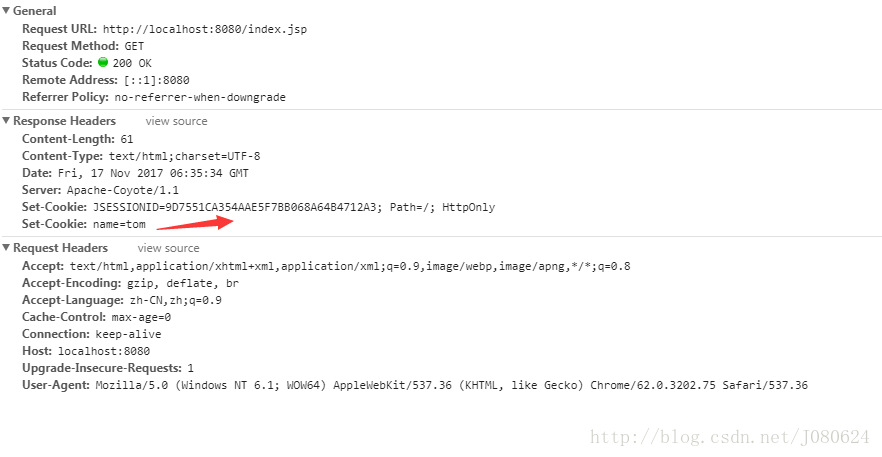 General
Request URL: http://localhost:8080/index.jsp
Request Method: GET
Status Code: 200 OK
Remote Address: [::1]:8080
Referrer Policy: no-referrer-when-downgrade
Response Headers view source
Content-Length: 61
Content-Type: text/html;charset=UTF-8
Date: Fri, 17 Nov 2017 06:35:34 GMT
Server: Apache-Coyote/1.1
Set-Cookie: JSESSIONID=9D7551CA354AAE5F7BB068A64B4712A3; Path=/; HttpOnly
Set-Cookie: name=tom
Request Headers view source
Accept: text/html,application/xhtml+xml,application/xml;q=0.9,image/webp,image/apng,*/*;q=0.8
Accept-Encoding: gzip, deflate, br
Accept-Language: zh-CN,zh;q=0.9
Cache-Control: max-age=0
Connection: keep-alive
Host: localhost:8080
Upgrade-Insecure-Requests: 1
User-Agent: Mozilla/5.0 (Windows NT 6.1; WOW64) AppleWebKit/537.36 (KHTML, like Gecko) Chrome/62.0.3202.75 Safari/537.36
http://blog.csdn.net/J080624